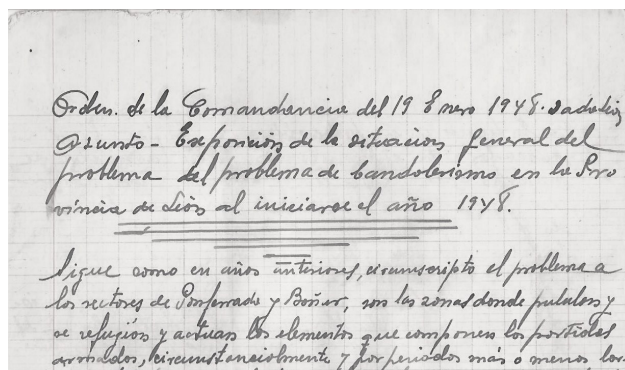 Orden. de la Comandancia del 19 Enero 1948.
Asunto - Exposición de la situacion general del
problema del problema de bandolerismo en la Pro
vincia de León al iniciarse el año 1948.
Sigue como en años anteriores, circunscripto el problema a
los sectores de Ponferrada y Boñar, son las zonas donde pululan y
se refugian y actuan los elementos que componen las partidas
armadas, circunstancialmente y por periodos más o menos lar